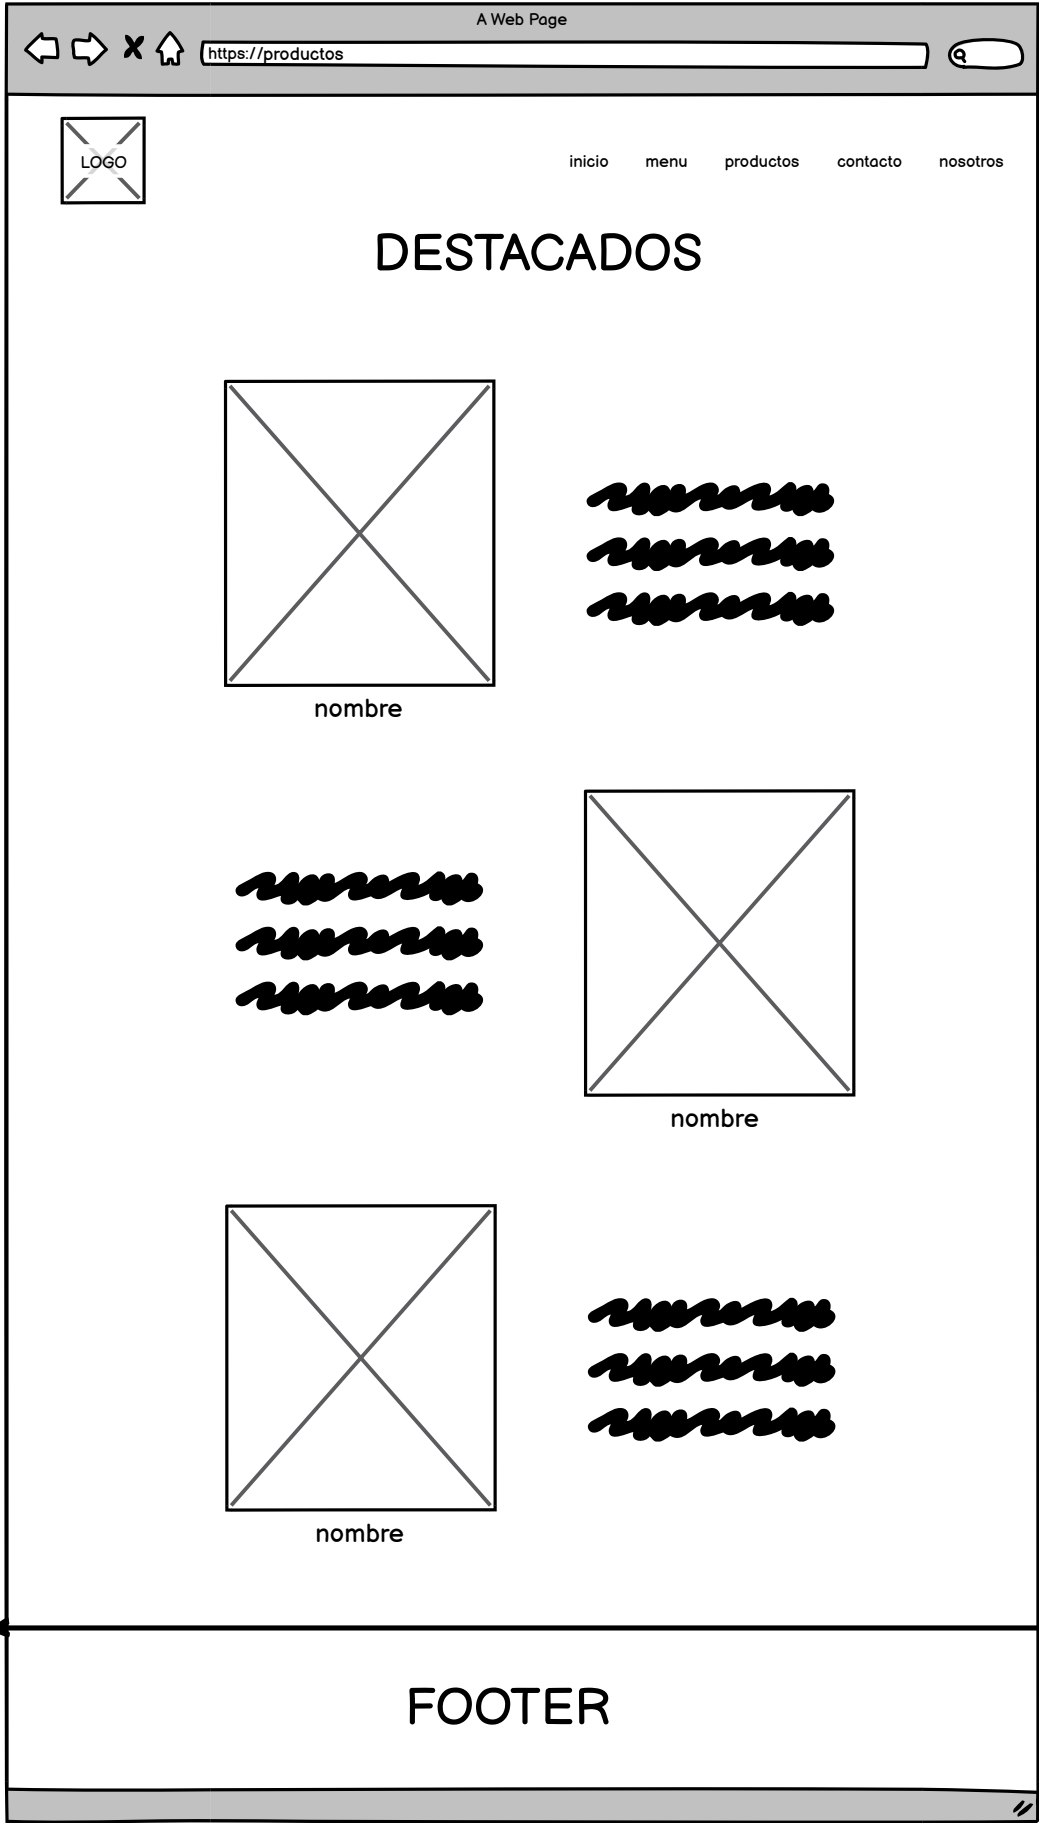 A Web Page
https://productos
LOGO
inicio menu productos contacto nosotros
DESTACADOS
nombre
nombre
nombre
FOOTER